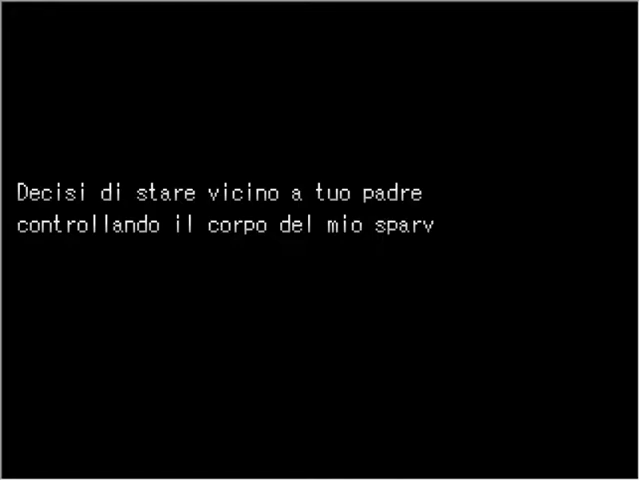 Decisi di stare vicino a tuo padre
controllando il corpo del mio sparv